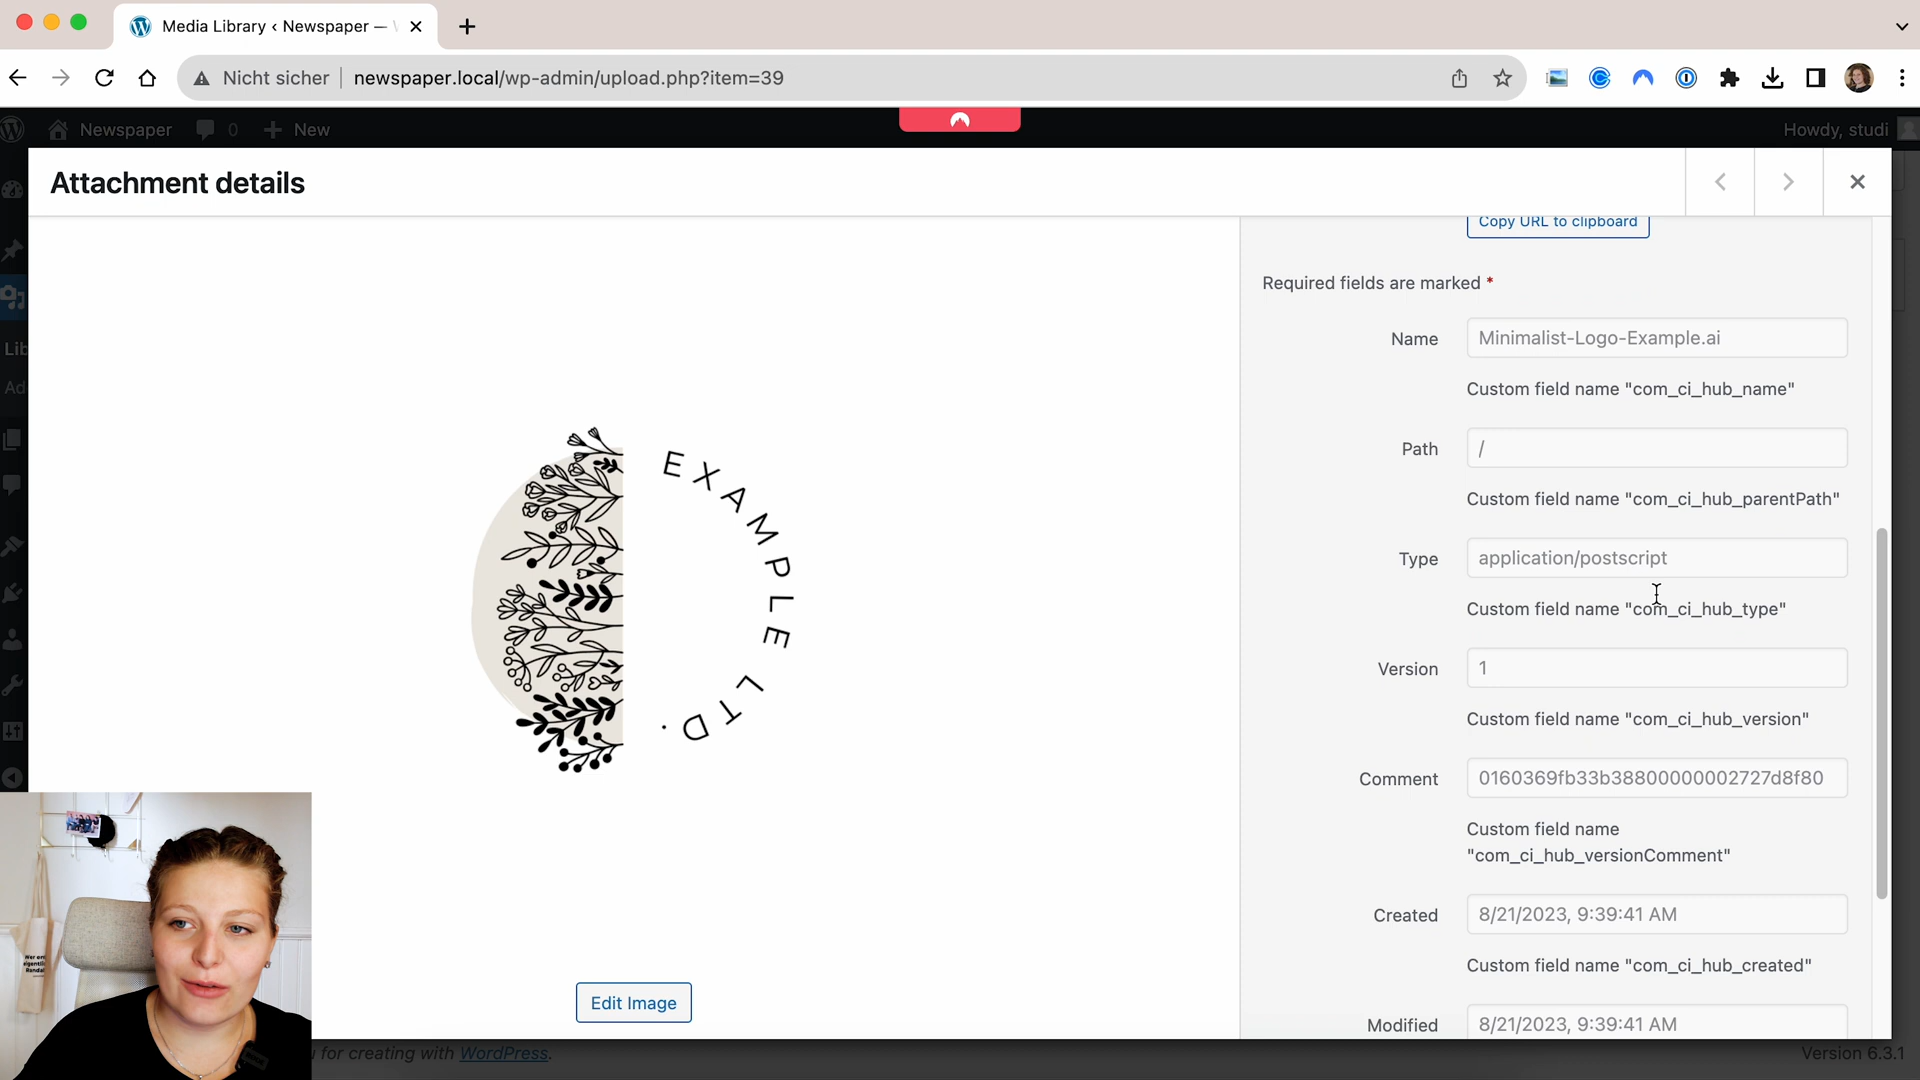 Media Library ‹ Newspaper —
Nicht sicher
newspaper.local/wp-admin/upload.php?item=39
Newspaper
0
New
Howdy, studi
Attachment details
Copy URL to clipboard
Required fields are marked *
Lib
Ad
Name
Minimalist-Logo-Example.ai
Custom field name "com_ci_hub_name"
Path
/
Custom field name "com_ci_hub_parentPath"
Type
application/postscript
Custom field name "com_ci_hub_type"
Version
1
Custom field name "com_ci_hub_version"
Comment
0160369fb33b38800000002727d8f80
Custom field name
"com_ci_hub_versionComment"
Created
8/21/2023, 9:39:41 AM
Custom field name "com_ci_hub_created"
Modified
8/21/2023, 9:39:41 AM
EXAMPLE LTD.
Edit Image
for creating with WordPress.
Version 6.3.1